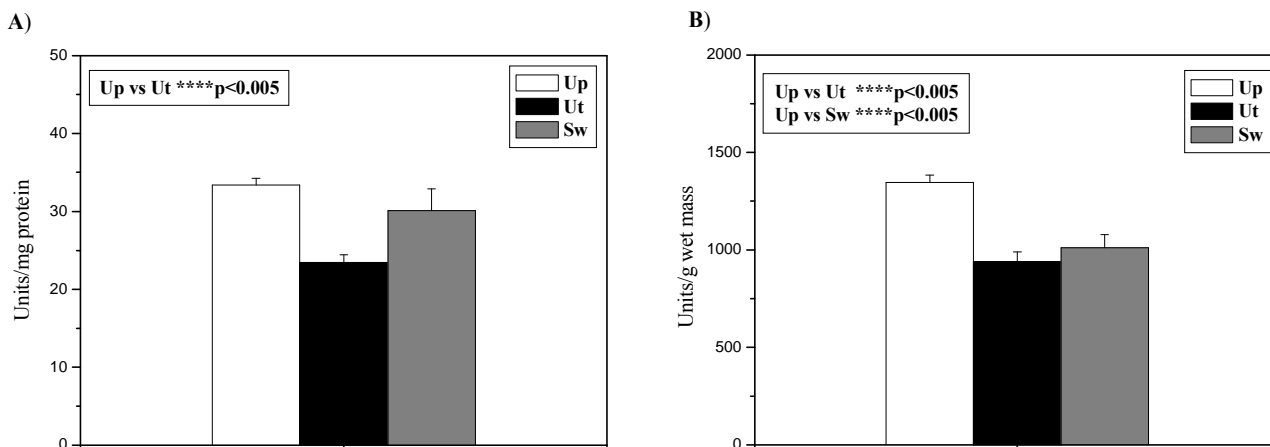 A)
50
40
30
20
10
0
Units/mg protein
Up vs Ut ****p<0.005
Up
Ut
Sw
B)
2000
1500
1000
500
0
Units/g wet mass
Up vs Ut ****p<0.005
Up vs Sw ****p<0.005
Up
Ut
Sw